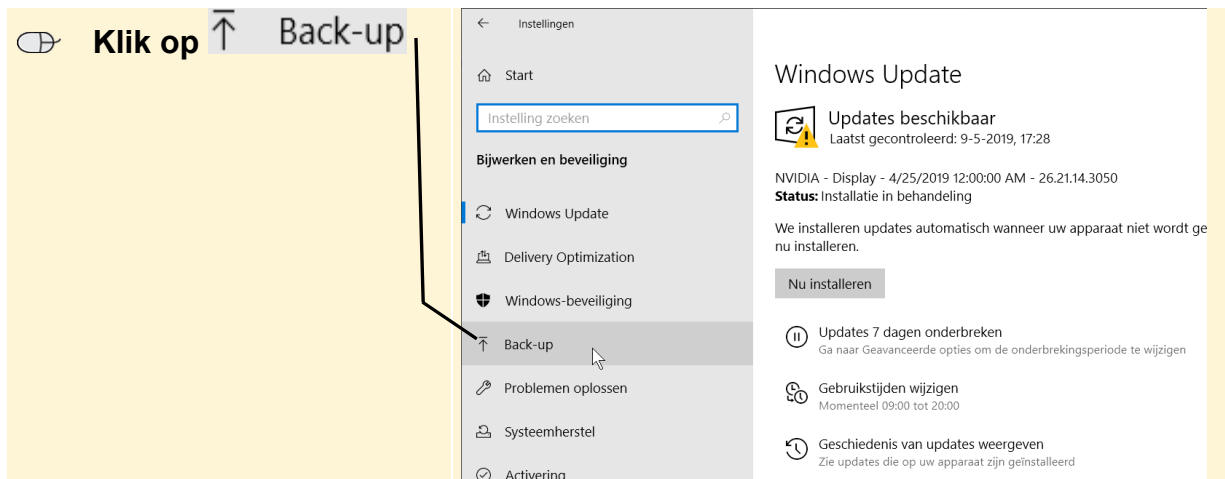 Klik op Back-up
Instellingen
Start
Instelling zoeken
Bijwerken en beveiliging
Windows Update
Delivery Optimization
Windows-beveiliging
Back-up
Problemen oplossen
Systeemherstel
Activering
Windows Update
Updates beschikbaar
Laatst gecontroleerd: 9-5-2019, 17:28
NVIDIA - Display - 4/25/2019 12:00:00 AM - 26.21.14.3050
Status: Installatie in behandeling
We installeren updates automatisch wanneer uw apparaat niet wordt ge
nu installeren.
Nu installeren
Updates 7 dagen onderbreken
Ga naar Geavanceerde opties om de onderbrekingsperiode te wijzigen
Gebruikstijden wijzigen
Momenteel 09:00 tot 20:00
Geschiedenis van updates weergeven
Zie updates die op uw apparaat zijn geïnstalleerd